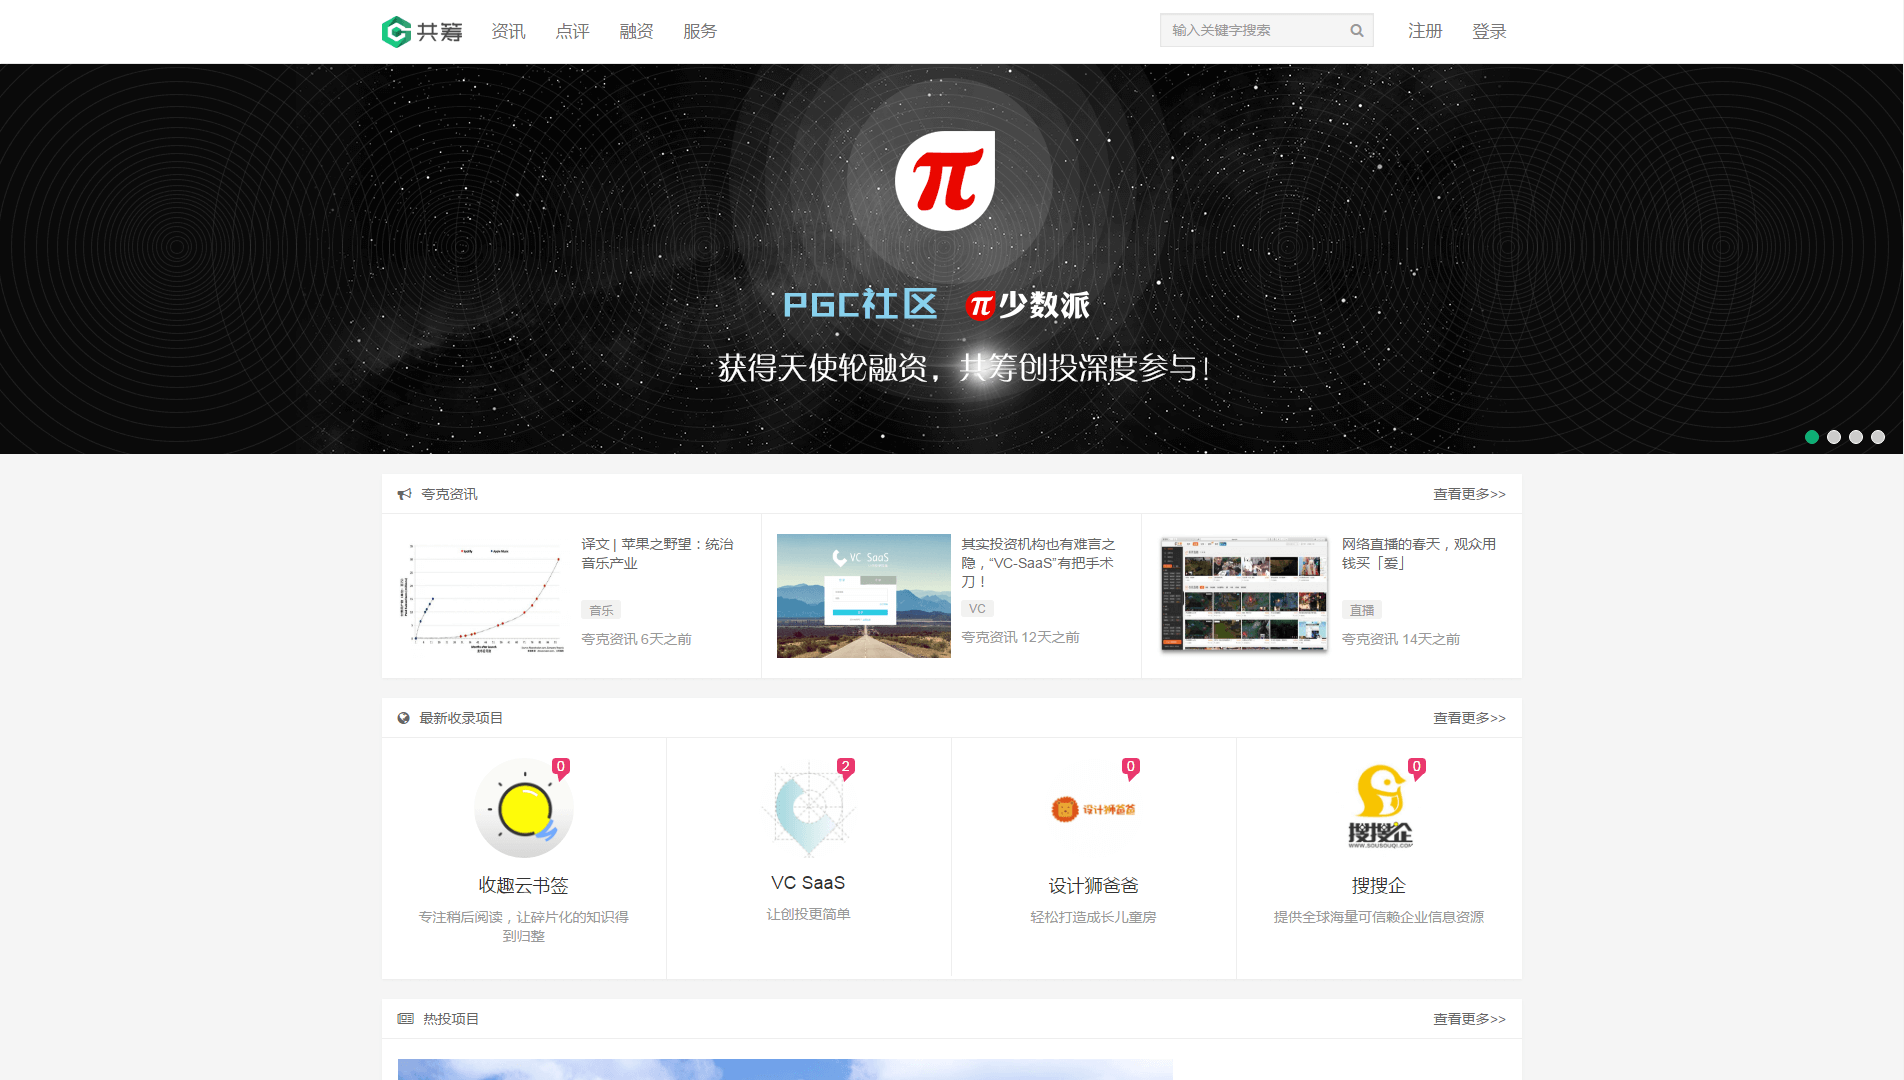 共筹 资讯 点评 融资 服务 输入关键字搜索 注册 登录
π
PGC社区 π少数派
获得天使轮融资，共筹创投深度参与！
夸克资讯 查看更多>>
译文 | 苹果之野望：统治
音乐产业
音乐
夸克资讯 6天之前
VC SaaS
其实投资机构也有难言之
隐，“VC-SaaS”有把手术
刀！
VC
夸克资讯 12天之前
网络直播的春天，观众用
钱买「爱」
直播
夸克资讯 14天之前
最新收录项目 查看更多>>
0
收趣云书签
专注稍后阅读，让碎片化的知识得
到归整
2
VC SaaS
让创投更简单
0
设计狮爸爸
设计狮爸爸
轻松打造成长儿童房
0
搜搜企
WWW.SOUSOUQI.COM
搜搜企
提供全球海量可信赖企业信息资源
热投项目 查看更多>>